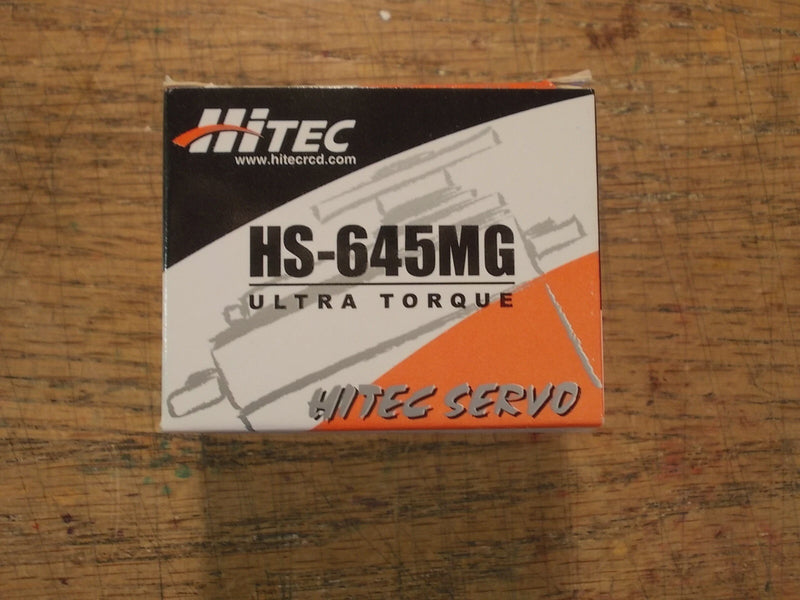 HiTEC
www.hitecrcd.com
HS-645MG
ULTRA TORQUE
HITEC SERVO